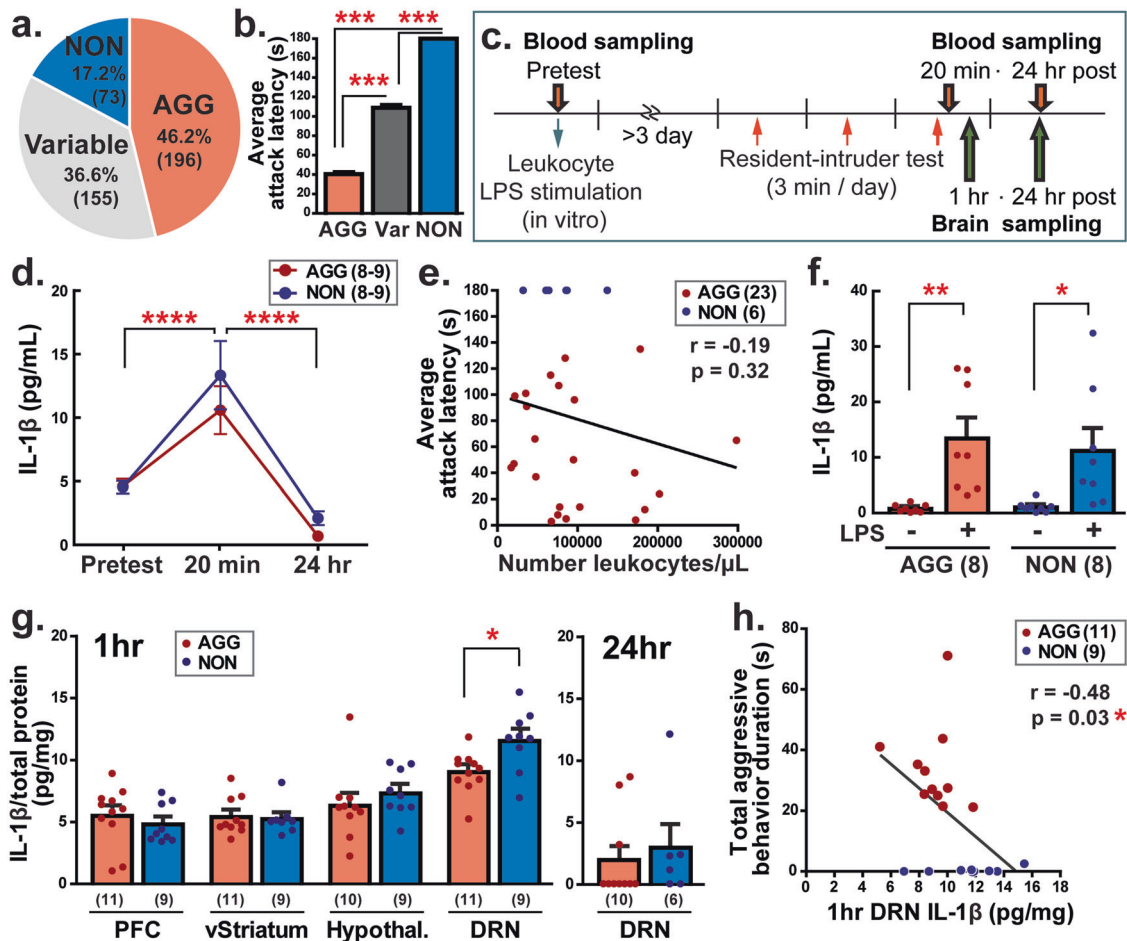 a.
NON
17.2%
(73)
AGG
46.2%
(196)
Variable
36.6%
(155)
b.
*** ***
***
Average
attack latency (s)
180
160
140
120
100
80
60
40
20
0
AGG Var NON
c.
Blood sampling
Pretest
Blood sampling
20 min · 24 hr post
>3 day
Leukocyte
LPS stimulation
(in vitro)
Resident-intruder test
(3 min / day)
1 hr · 24 hr post
Brain sampling
d.
AGG (8-9)
NON (8-9)
**** ****
IL-1β (pg/mL)
20
15
10
5
0
Pretest 20 min 24 hr
e.
AGG (23)
NON (6)
r = -0.19
p = 0.32
Average
attack latency (s)
180
160
140
120
100
80
60
40
20
0
0 100000 200000 300000
Number leukocytes/µL
f.
** *
IL-1β (pg/mL)
40
30
20
10
0
LPS - + - +
AGG (8) NON (8)
g.
1hr
AGG
NON
*
IL-1β/total protein
(pg/mg)
20
15
10
5
0
(11) (9) (11) (9) (10) (9) (11) (9)
PFC vStriatum Hypothal. DRN
24hr
20
15
10
5
0
(10) (6)
DRN
h.
AGG (11)
NON (9)
r = -0.48
p = 0.03 *
Total aggressive
behavior duration (s)
80
60
40
20
0
4 6 8 10 12 14 16 18
1hr DRN IL-1β (pg/mg)